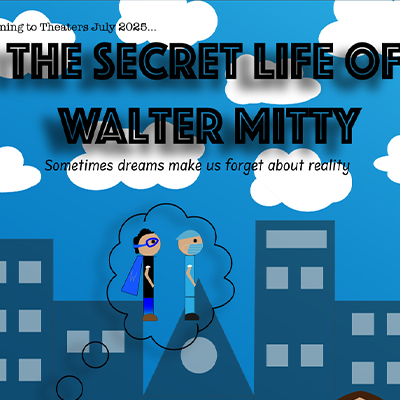 ning to Theaters July 2025...
THE SECRET LIFE OF
WALTER MITTY
Sometimes dreams make us forget about reality